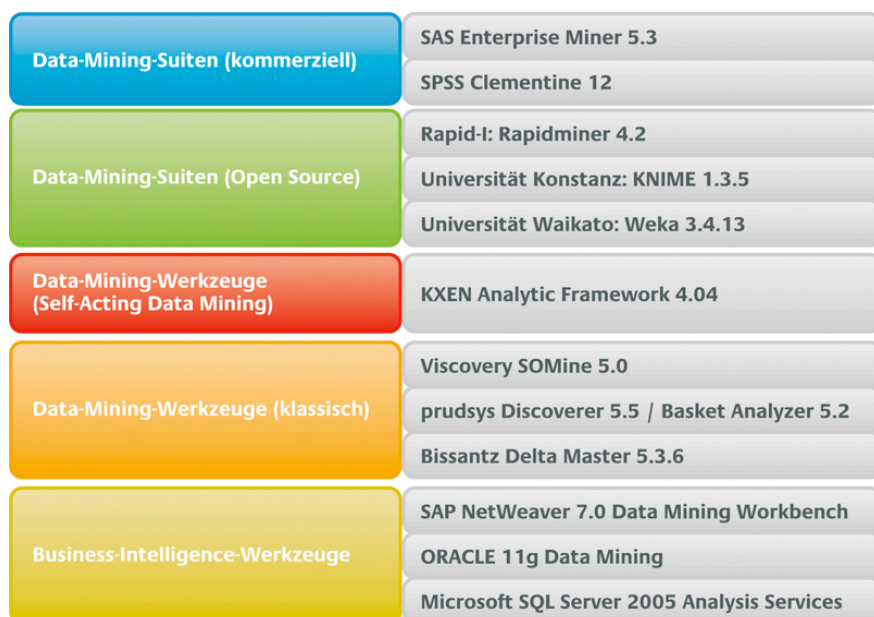 Data-Mining-Suiten (kommerziell)
SAS Enterprise Miner 5.3
SPSS Clementine 12
Data-Mining-Suiten (Open Source)
Rapid-I: Rapidminer 4.2
Universität Konstanz: KNIME 1.3.5
Universität Waikato: Weka 3.4.13
Data-Mining-Werkzeuge
(Self-Acting Data Mining)
KXEN Analytic Framework 4.04
Data-Mining-Werkzeuge (klassisch)
Viscovery SOMine 5.0
prudsys Discoverer 5.5 / Basket Analyzer 5.2
Bissantz Delta Master 5.3.6
Business-Intelligence-Werkzeuge
SAP NetWeaver 7.0 Data Mining Workbench
ORACLE 11g Data Mining
Microsoft SQL Server 2005 Analysis Services